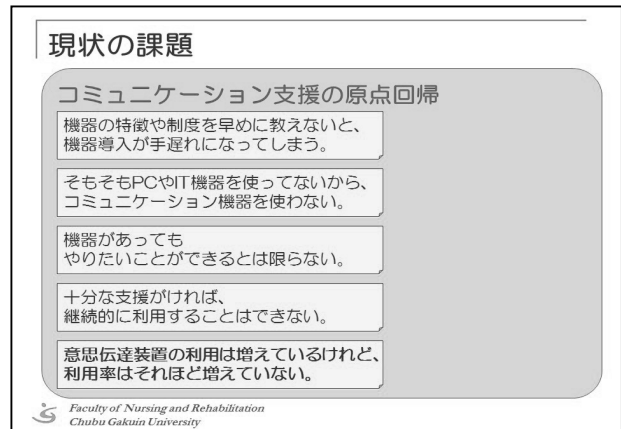 現状の課題
コミュニケーション支援の原点回帰
機器の特徴や制度を早めに教えないと、
機器導入が手遅れになってしまう。
そもそもPCやIT機器を使ってないから、
コミュニケーション機器を使わない。
機器があっても
やりたいことができるとは限らない。
十分な支援がければ、
継続的に利用することはできない。
意思伝達装置の利用は増えているけれど、
利用率はそれほど増えていない。
Faculty of Nursing and Rehabilitation
Chubu Gakuin University